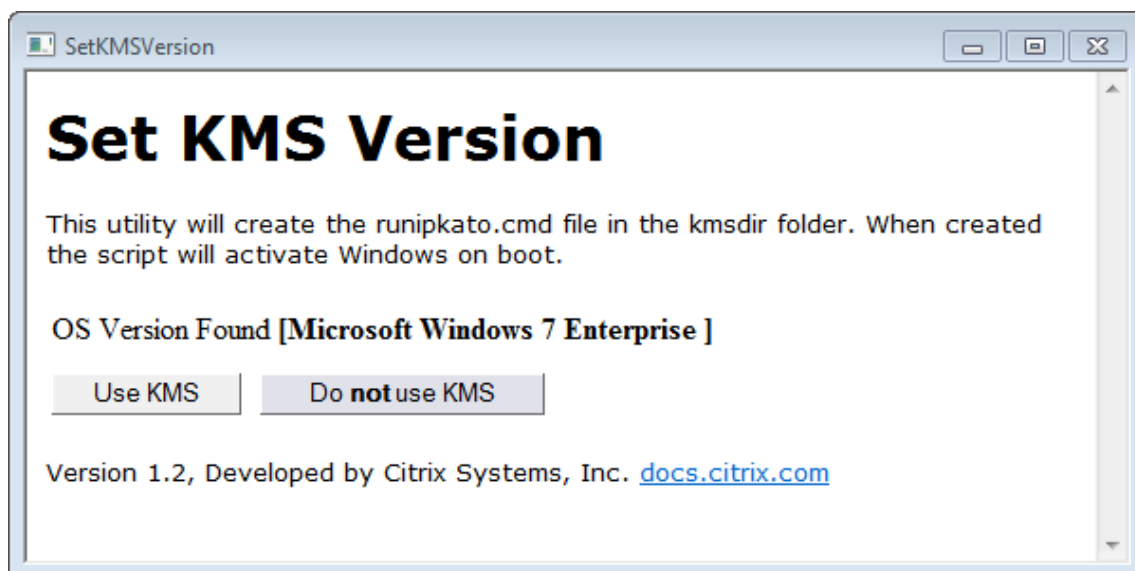 SetKMSVersion
Set KMS Version
This utility will create the runipkato.cmd file in the kmsdir folder. When created
the script will activate Windows on boot.
OS Version Found [Microsoft Windows 7 Enterprise ]
Use KMS Do not use KMS
Version 1.2, Developed by Citrix Systems, Inc. docs.citrix.com